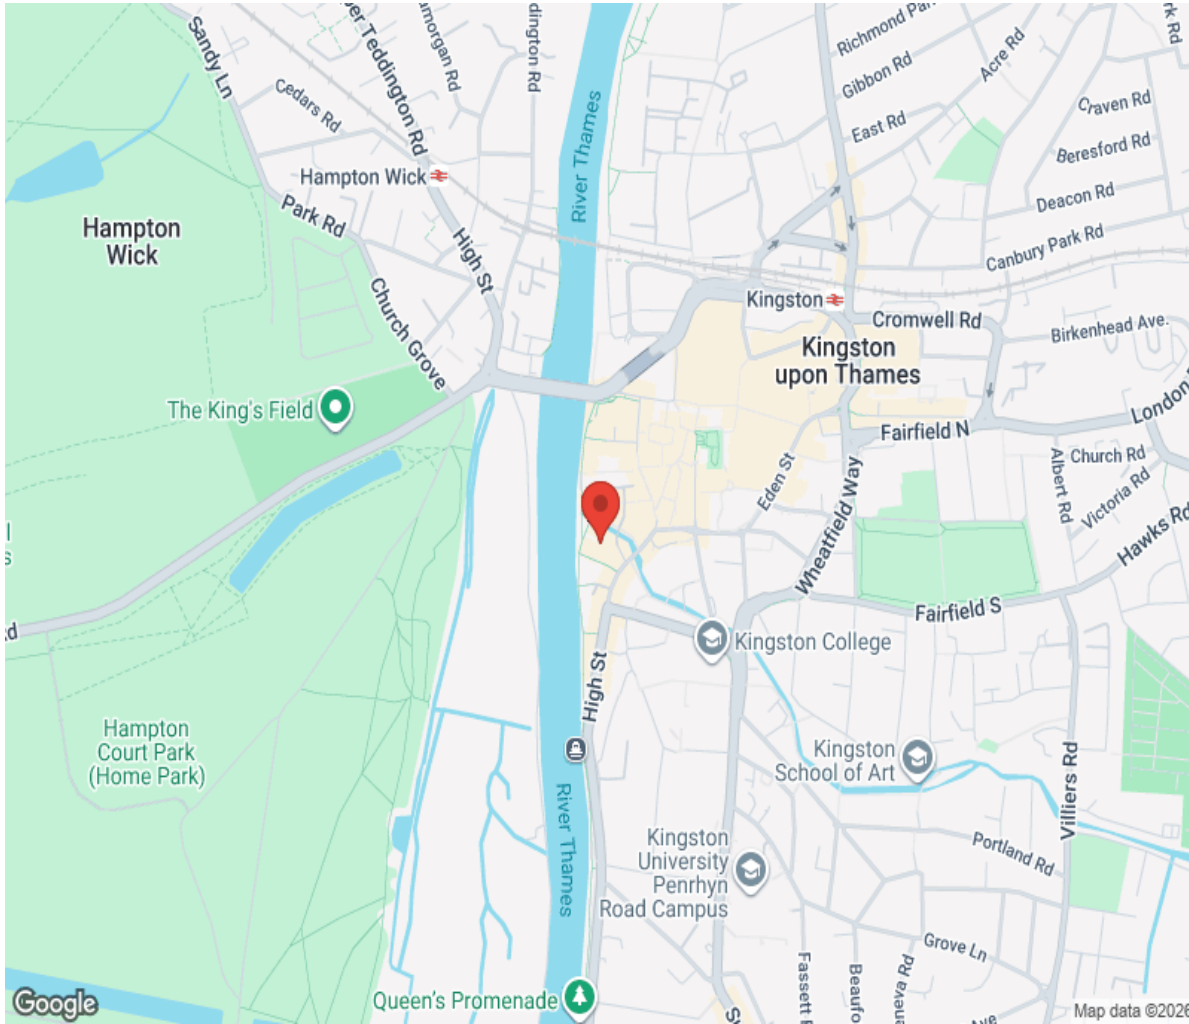 Sandy Ln
Teddington Rd
Richmond
Gibbon Rd
Acre Rd
Craven Rd
Cedars Rd
East Rd
Beresford Rd
River Thames
Hampton Wick
Deacon Rd
Park Rd
Hampton
Wick
High St
Canbury Park Rd
Kingston
Church Grove
Cromwell Rd
Birkenhead Ave.
Kingston
upon Thames
The King's Field
London
Fairfield N
Church Rd
Albert Rd
Victoria Rd
Eden St
Wheatfield Way
Hawks Rd
Fairfield S
Kingston College
High St
Hampton
Court Park
(Home Park)
Kingston
School of Art
Villiers Rd
River Thames
Kingston
University
Penrhyn
Road Campus
Portland Rd
Grove Ln
Fassett
Queen's Promenade
Google
Map data ©2026